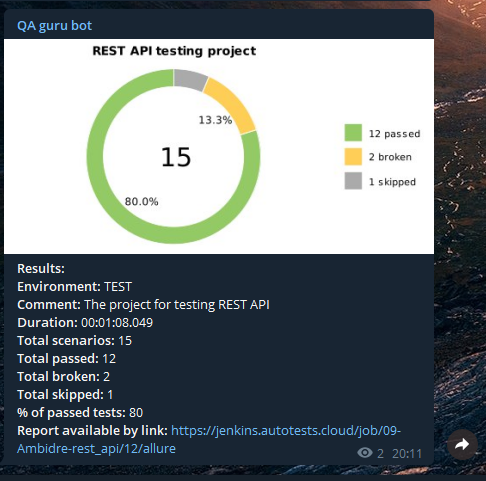 QA guru bot
REST API testing project
13.3%
15
80.0%
12 passed
2 broken
1 skipped
Results:
Environment: TEST
Comment: The project for testing REST API
Duration: 00:01:08.049
Total scenarios: 15
Total passed: 12
Total broken: 2
Total skipped: 1
% of passed tests: 80
Report available by link: https://jenkins.autotests.cloud/job/09-
Ambidre-rest_api/12/allure
2 20:11